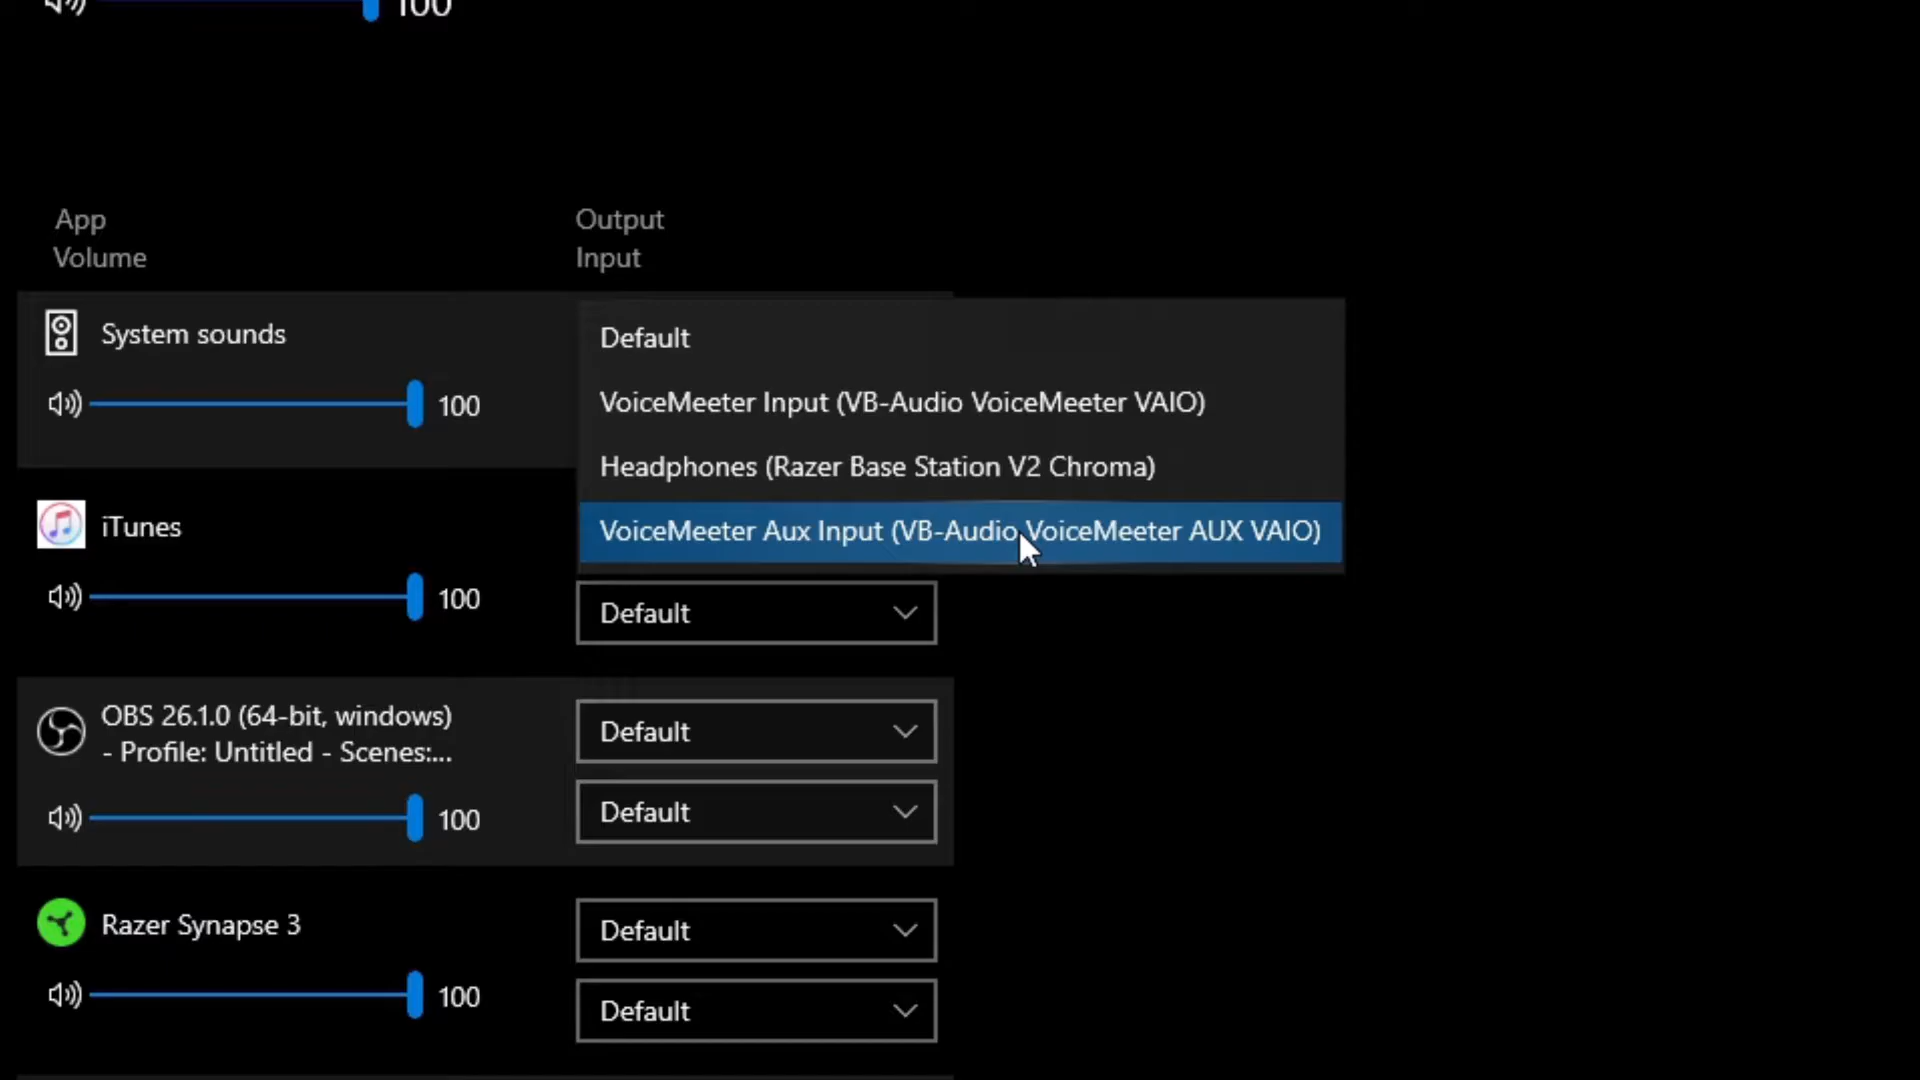 100
App
Volume
Output
Input
System sounds
100
Default
VoiceMeeter Input (VB-Audio VoiceMeeter VAIO)
Headphones (Razer Base Station V2 Chroma)
VoiceMeeter Aux Input (VB-Audio VoiceMeeter AUX VAIO)
iTunes
100
Default
OBS 26.1.0 (64-bit, windows)
- Profile: Untitled - Scenes:...
100
Default
Default
Razer Synapse 3
100
Default
Default